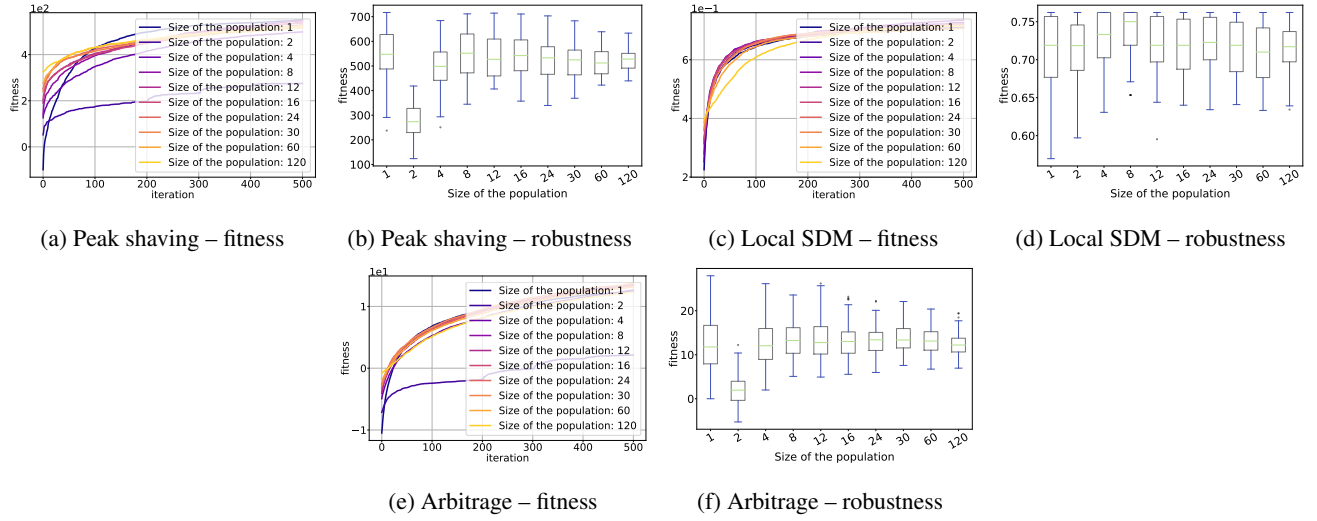 1e2
4
2
0
fitness
0
100
200
300
400
500
iteration
Size of the population: 1
Size of the population: 2
Size of the population: 4
Size of the population: 8
Size of the population: 12
Size of the population: 16
Size of the population: 24
Size of the population: 30
Size of the population: 60
Size of the population: 120
700
600
500
400
300
200
100
fitness
1 2 4 8 12 16 24 30 60 120
Size of the population
1e−1
6
4
2
fitness
0
100
200
300
400
500
iteration
Size of the population: 1
Size of the population: 2
Size of the population: 4
Size of the population: 8
Size of the population: 12
Size of the population: 16
Size of the population: 24
Size of the population: 30
Size of the population: 60
Size of the population: 120
0.75
0.70
0.65
0.60
fitness
1 2 4 8 12 16 24 30 60 120
Size of the population
(a) Peak shaving – fitness
(b) Peak shaving – robustness
(c) Local SDM – fitness
(d) Local SDM – robustness
1e1
1
0
−1
fitness
0
100
200
300
400
500
iteration
Size of the population: 1
Size of the population: 2
Size of the population: 4
Size of the population: 8
Size of the population: 12
Size of the population: 16
Size of the population: 24
Size of the population: 30
Size of the population: 60
Size of the population: 120
20
10
0
fitness
1 2 4 8 12 16 24 30 60 120
Size of the population
(e) Arbitrage – fitness
(f) Arbitrage – robustness